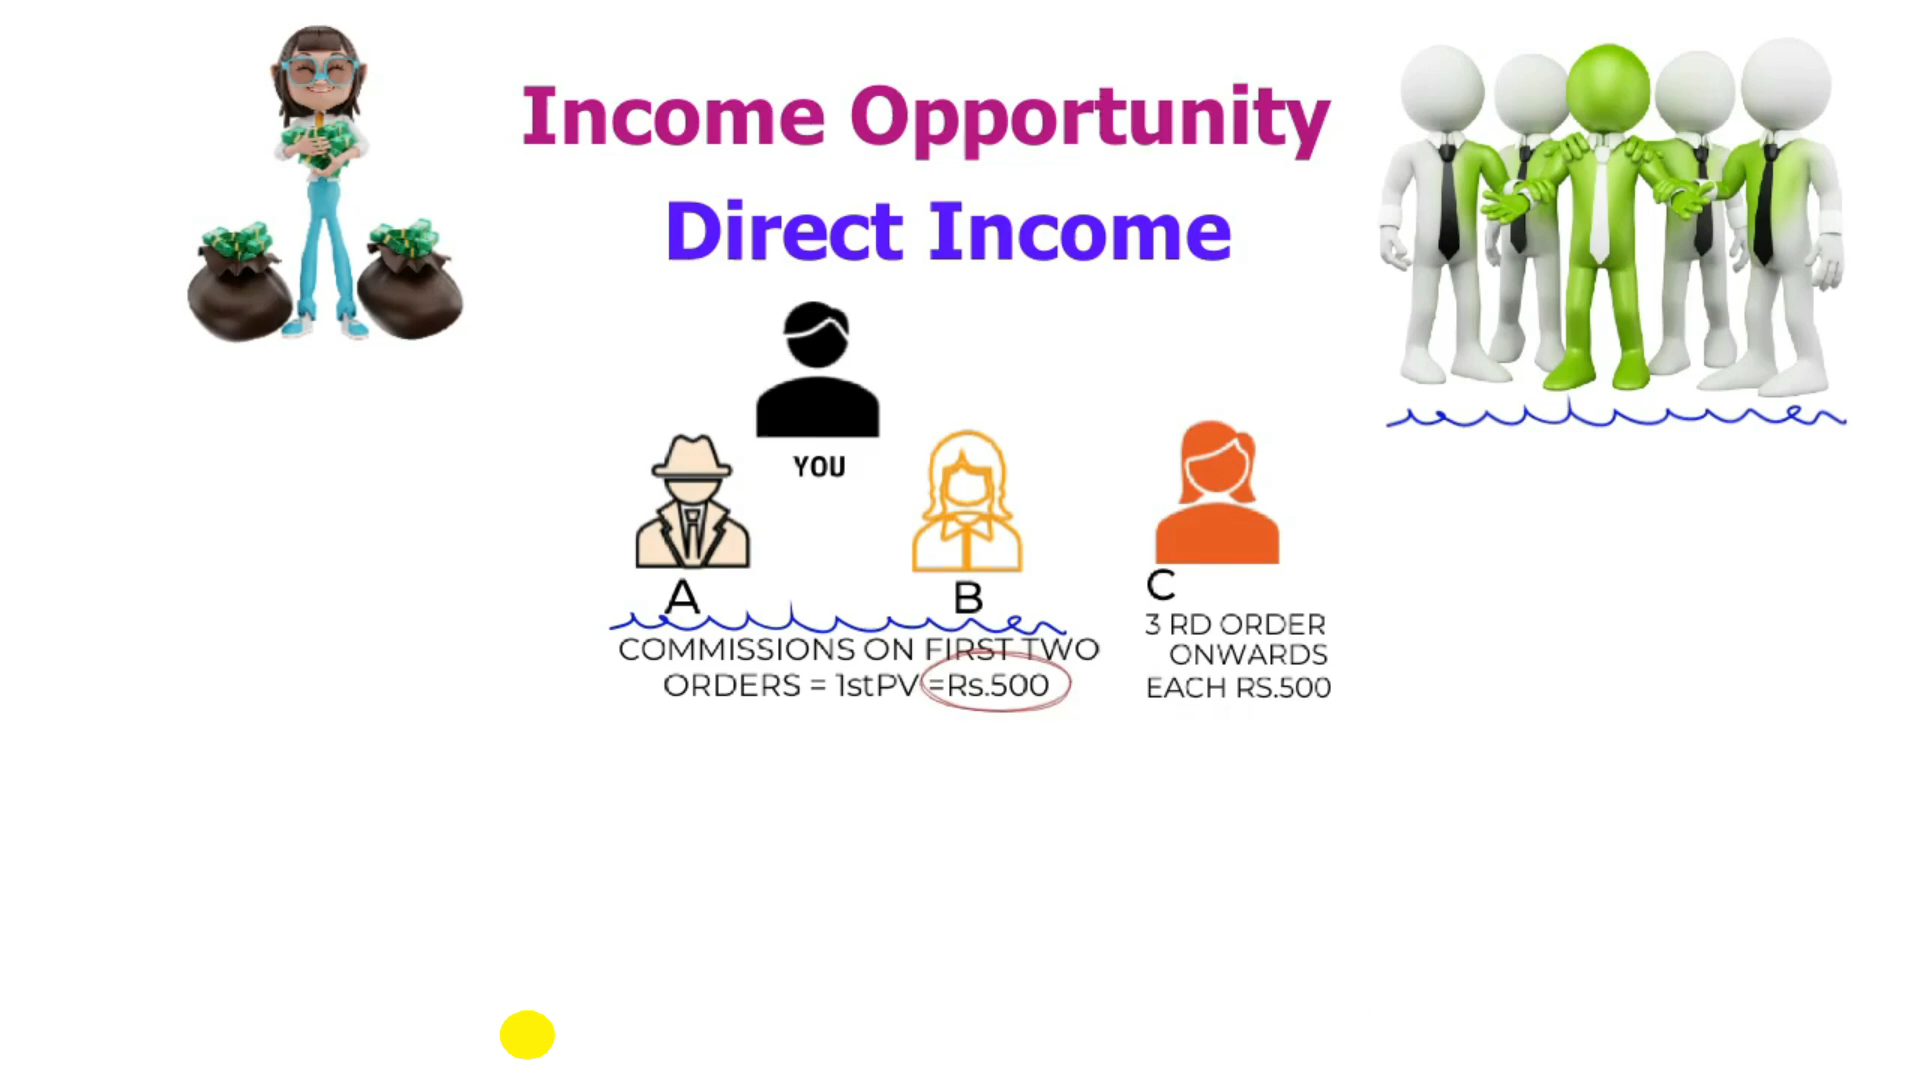 Income Opportunity
Direct Income
YOU
A
B
C
COMMISSIONS ON FIRST TWO
ORDERS = 1stPV =Rs.500
3 RD ORDER
ONWARDS
EACH RS.500